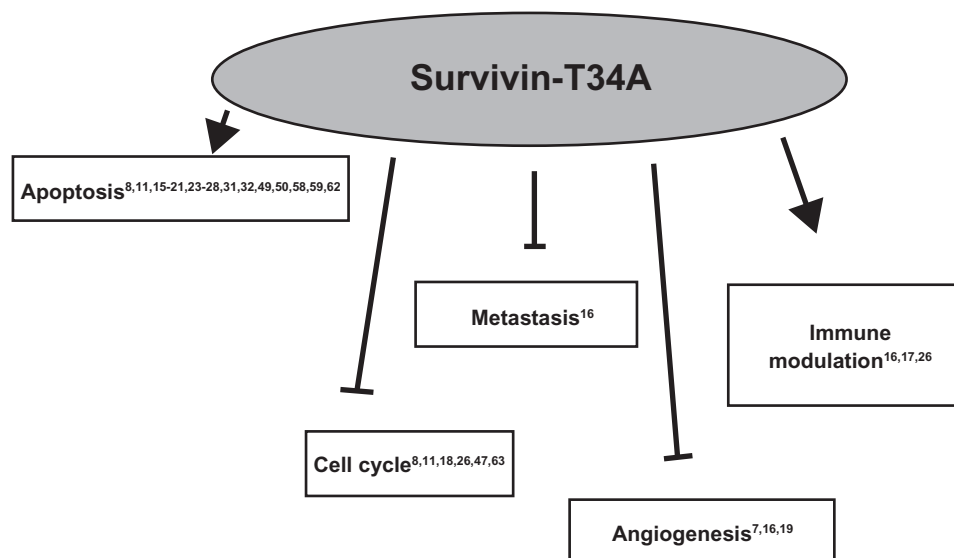 Survivin-T34A
Apoptosis8,11,15-21,23-28,31,32,49,50,58,59,62
Metastasis16
Immune
modulation16,17,26
Cell cycle8,11,18,26,47,63
Angiogenesis7,16,19